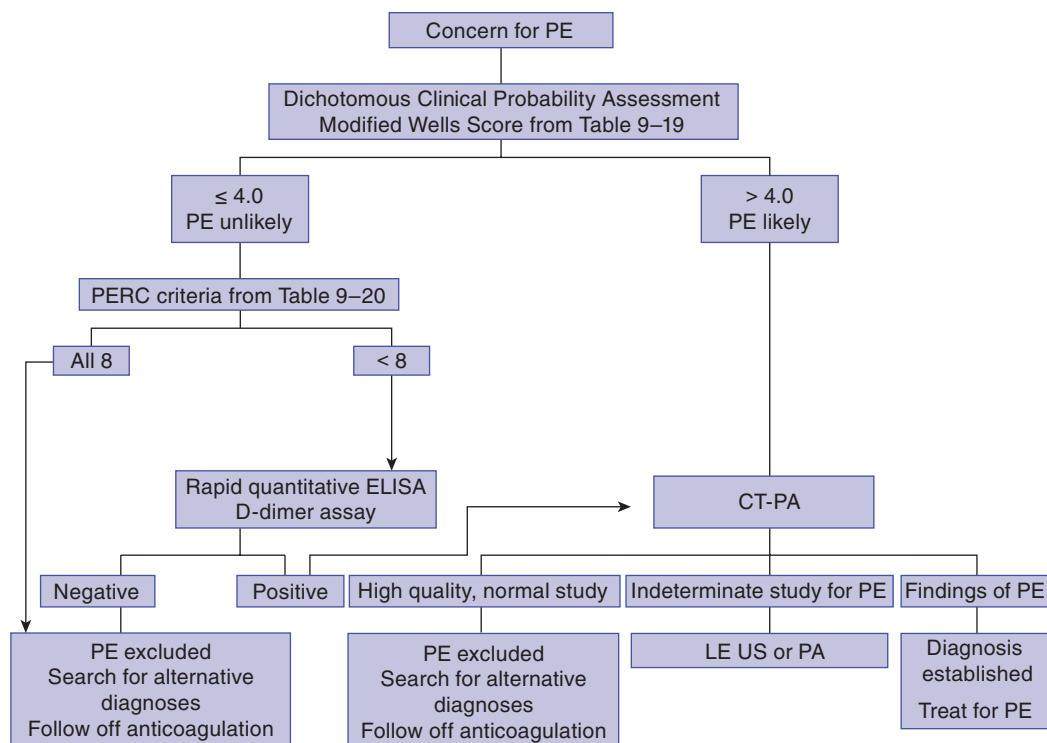 Concern for PE
Dichotomous Clinical Probability Assessment
Modified Wells Score from Table 9–19
≤ 4.0
PE unlikely
> 4.0
PE likely
PERC criteria from Table 9–20
All 8
< 8
Rapid quantitative ELISA
D-dimer assay
CT-PA
Negative
Positive
High quality, normal study
Indeterminate study for PE
Findings of PE
PE excluded
Search for alternative
diagnoses
Follow off anticoagulation
PE excluded
Search for alternative
diagnoses
Follow off anticoagulation
LE US or PA
Diagnosis
established
Treat for PE